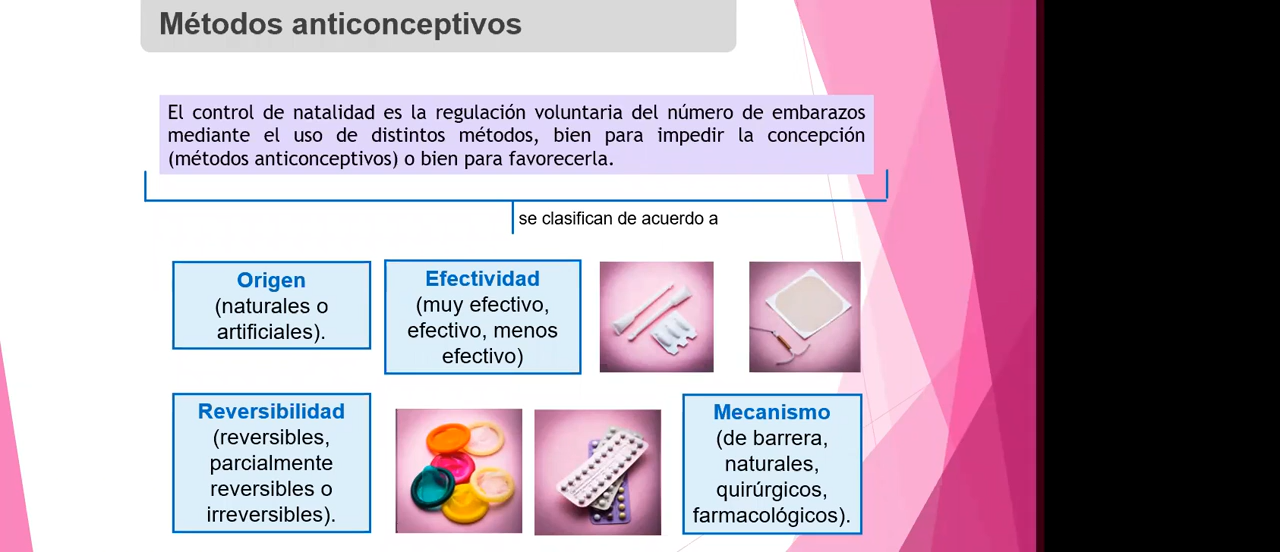 Métodos anticonceptivos
El control de natalidad es la regulación voluntaria del número de embarazos
mediante el uso de distintos métodos, bien para impedir la concepción
(métodos anticonceptivos) o bien para favorecerla.
se clasifican de acuerdo a
Origen
(naturales o
artificiales).
Efectividad
(muy efectivo,
efectivo, menos
efectivo)
Reversibilidad
(reversibles,
parcialmente
reversibles o
irreversibles).
Mecanismo
(de barrera,
naturales,
quirúrgicos,
farmacológicos).